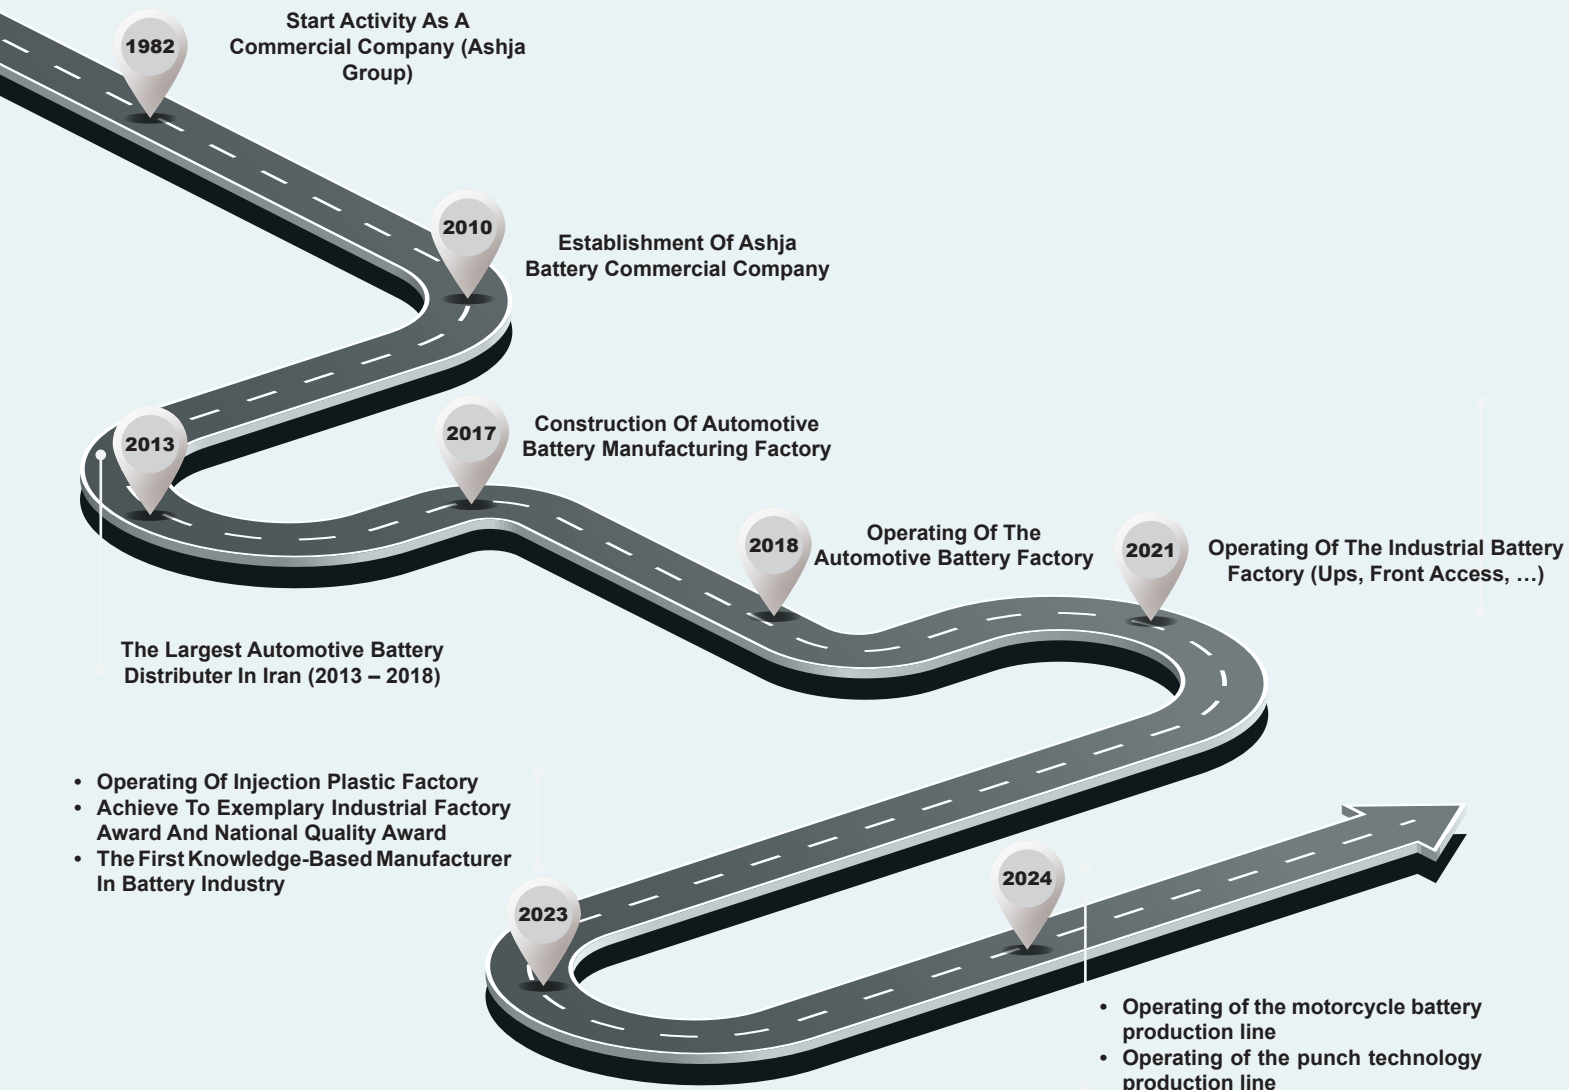 1982
Start Activity As A
Commercial Company (Ashja
Group)
2010
Establishment Of Ashja
Battery Commercial Company
2013
The Largest Automotive Battery
Distributer In Iran (2013 – 2018)
2017
Construction Of Automotive
Battery Manufacturing Factory
2018
Operating Of The
Automotive Battery Factory
2021
Operating Of The Industrial Battery
Factory (Ups, Front Access, …)
2023
• Operating Of Injection Plastic Factory
• Achieve To Exemplary Industrial Factory
Award And National Quality Award
• The First Knowledge-Based Manufacturer
In Battery Industry
2024
• Operating of the motorcycle battery
production line
• Operating of the punch technology
production line